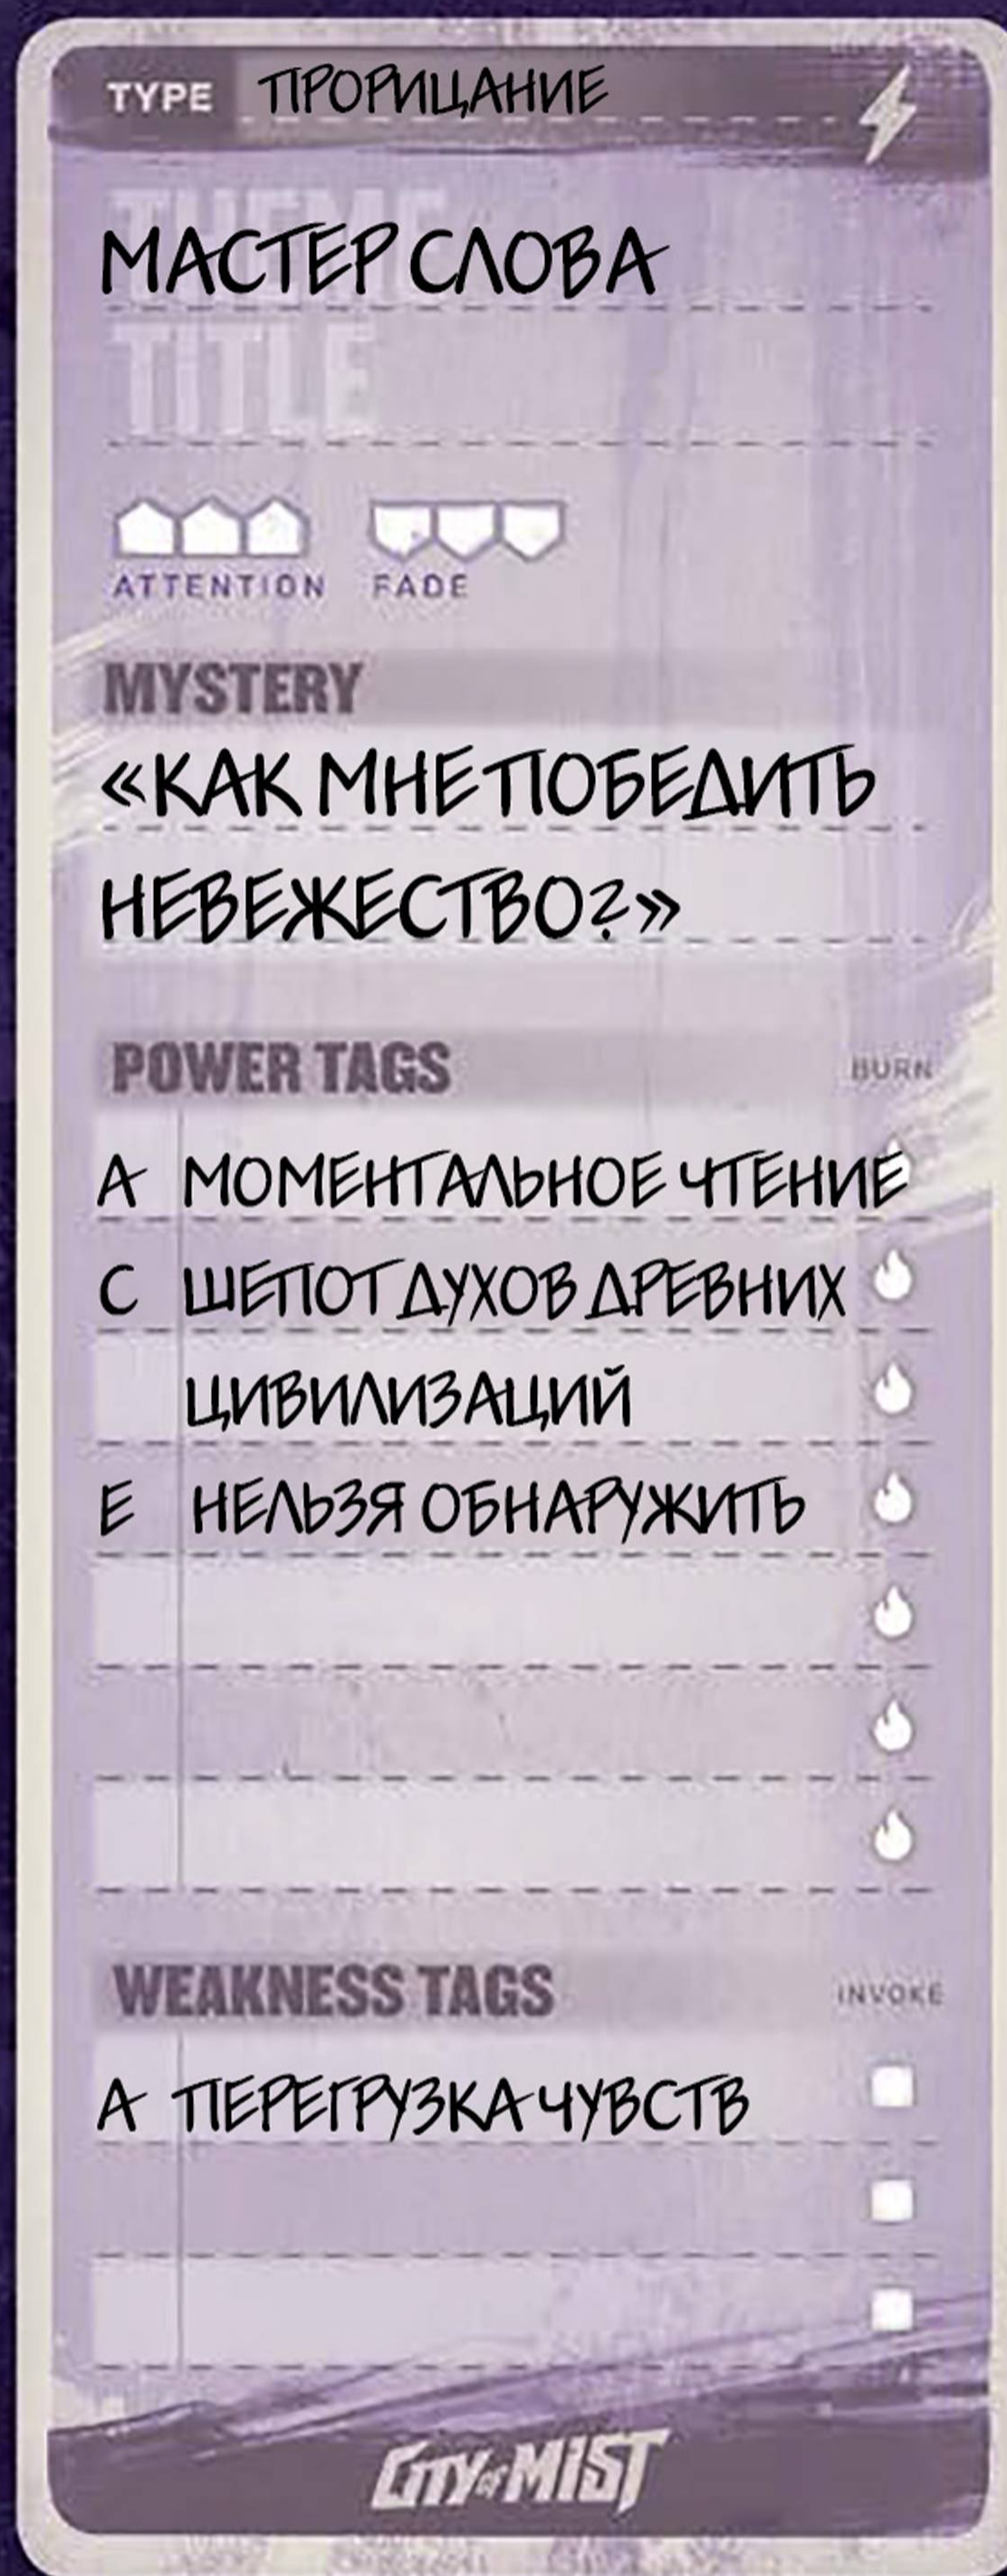 TYPE ПРОРИЦАНИЕ
THEME
МАСТЕР СЛОВА
TITLE
ATTENTION FADE
MYSTERY
«КАК МНЕ ПОБЕДИТЬ
НЕВЕЖЕСТВО?»
POWER TAGS BURN
A МОМЕНТАЛЬНОЕ ЧТЕНИЕ
C ШЕПОТ ДУХОВ ДРЕВНИХ
ЦИВИЛИЗАЦИЙ
E НЕЛЬЗЯ ОБНАРУЖИТЬ
WEAKNESS TAGS INVOKE
A ПЕРЕГРУЗКА ЧУВСТВ
CITY of MIST